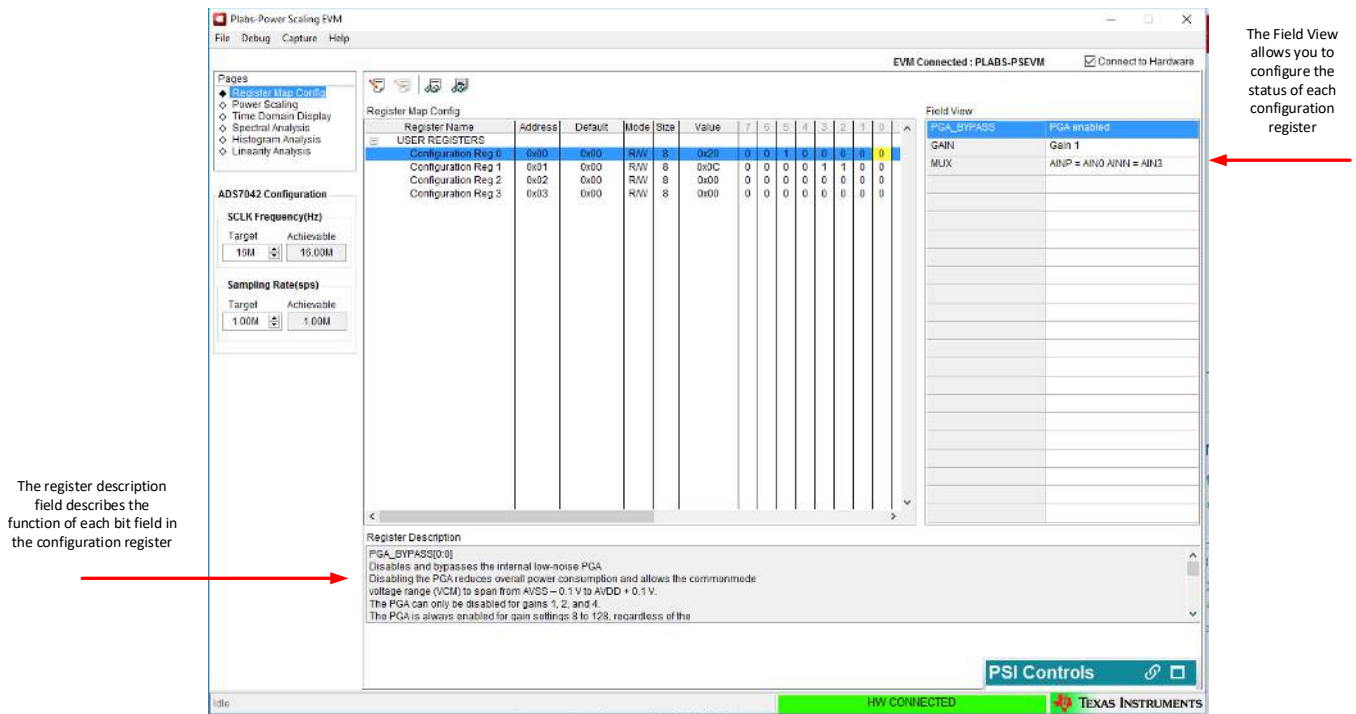 Plabs-Power Scaling EVM
File Debug Capture Help
EVM Connected : PLABS-PSEVM
Connect to Hardware
The Field View
allows you to
configure the
status of each
configuration
register
Pages
Register Map Config
Power Scaling
Time Domain Display
Spectral Analysis
Histogram Analysis
Linearity Analysis
ADS7042 Configuration
SCLK Frequency(Hz)
Target Achievable
16M 16.00M
Sampling Rate(sps)
Target Achievable
1.00M 1.00M
Register Map Config
Register Name Address Default Mode Size Value 7 6 5 4 3 2 1 0
USER REGISTERS
Configuration Reg 0 0x00 0x00 R/W 8 0x20 0 0 1 0 0 0 0 0
Configuration Reg 1 0x01 0x00 R/W 8 0x0C 0 0 0 0 1 1 0 0
Configuration Reg 2 0x02 0x00 R/W 8 0x00 0 0 0 0 0 0 0 0
Configuration Reg 3 0x03 0x00 R/W 8 0x00 0 0 0 0 0 0 0 0
Field View
PGA_BYPASS PGA enabled
GAIN Gain 1
MUX AINP = AIN0 AINN = AIN3
The register description
field describes the
function of each bit field in
the configuration register
Register Description
PGA_BYPASS[0:0]
Disables and bypasses the internal low-noise PGA
Disabling the PGA reduces overall power consumption and allows the commonmode
voltage range (VCM) to span from AVSS – 0.1 V to AVDD + 0.1 V.
The PGA can only be disabled for gains 1, 2, and 4.
The PGA is always enabled for gain settings 8 to 128, regardless of the
PSI Controls
Idle
HW CONNECTED
TEXAS INSTRUMENTS